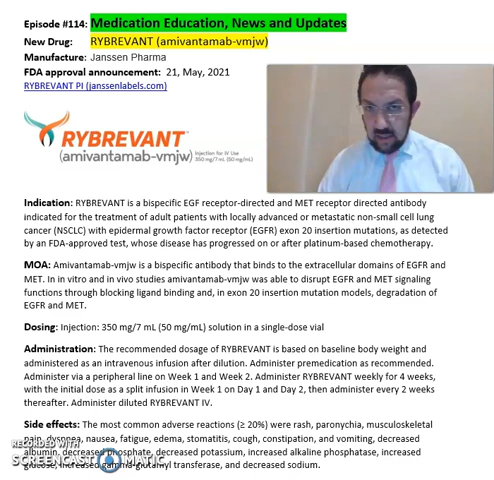 Episode #114: Medication Education, News and Updates
New Drug: RYBREVANT (amivantamab-vmjw)
Manufacture: Janssen Pharma
FDA approval announcement: 21, May, 2021
RYBREVANT PI (janssenlabels.com)
RYBREVANT™
(amivantamab-vmjw) Injection for IV Use
350 mg/7 mL (50 mg/mL)
Indication: RYBREVANT is a bispecific EGF receptor-directed and MET receptor directed antibody
indicated for the treatment of adult patients with locally advanced or metastatic non-small cell lung
cancer (NSCLC) with epidermal growth factor receptor (EGFR) exon 20 insertion mutations, as detected
by an FDA-approved test, whose disease has progressed on or after platinum-based chemotherapy.
MOA: Amivantamab-vmjw is a bispecific antibody that binds to the extracellular domains of EGFR and
MET. In in vitro and in vivo studies amivantamab-vmjw was able to disrupt EGFR and MET signaling
functions through blocking ligand binding and, in exon 20 insertion mutation models, degradation of
EGFR and MET.
Dosing: Injection: 350 mg/7 mL (50 mg/mL) solution in a single-dose vial
Administration: The recommended dosage of RYBREVANT is based on baseline body weight and
administered as an intravenous infusion after dilution. Administer premedication as recommended.
Administer via a peripheral line on Week 1 and Week 2. Administer RYBREVANT weekly for 4 weeks,
with the initial dose as a split infusion in Week 1 on Day 1 and Day 2, then administer every 2 weeks
thereafter. Administer diluted RYBREVANT IV.
Side effects: The most common adverse reactions (≥ 20%) were rash, paronychia, musculoskeletal
pain, dyspnea, nausea, fatigue, edema, stomatitis, cough, constipation, and vomiting, decreased
albumin, decreased phosphate, decreased potassium, increased alkaline phosphatase, increased
glucose, increased gamma-glutamyl transferase, and decreased sodium.
RECORDED WITH
SCREENCAST MATIC